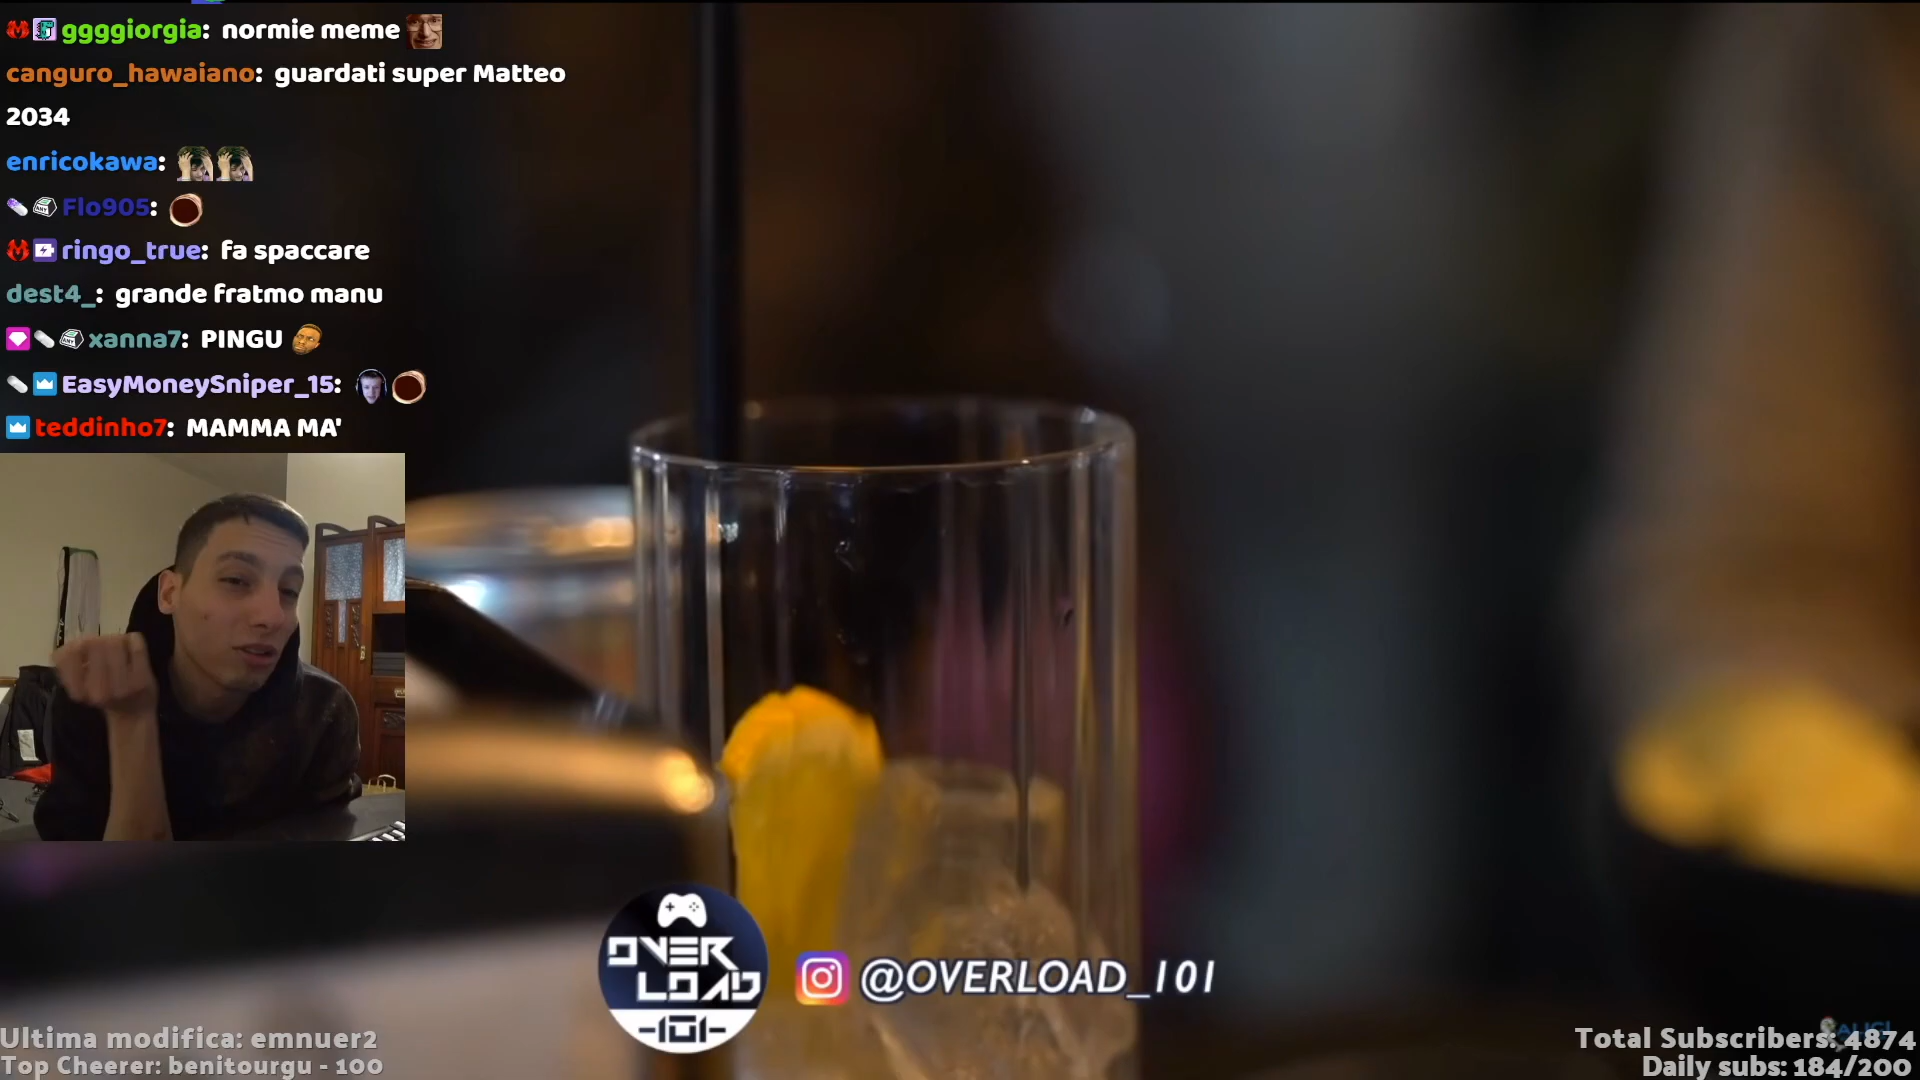 ggggiorgia: normie meme
canguro_hawaiano: guardati super Matteo
2034
enricokawa:
Flo905:
ringo_true: fa spaccare
dest4_: grande fratmo manu
xanna7: PINGU
EasyMoneySniper_15:
teddinho7: MAMMA MA'
OVER
LOAD
-101-
@OVERLOAD_101
Ultima modifica: emnuer2
Top Cheerer: benitourgu - 100
Total Subscribers: 4874
Daily subs: 184/200